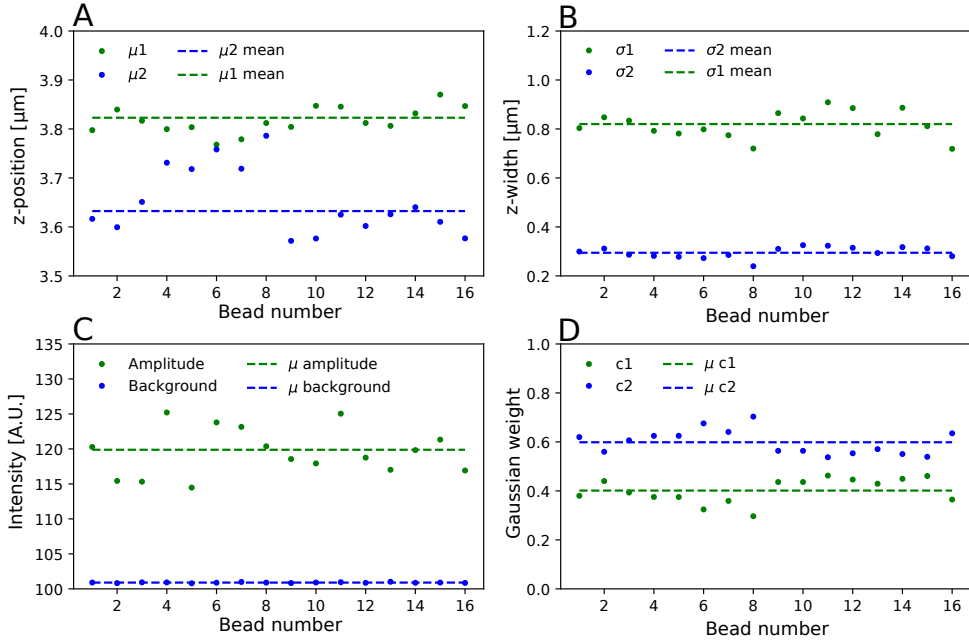 A
4.0
3.9
3.8
3.7
3.6
3.5
z-position [μm]
μ1
μ2
μ2 mean
μ1 mean
2 4 6 8 10 12 14 16
Bead number
B
1.2
1.0
0.8
0.6
0.4
0.2
z-width [μm]
σ1
σ2
σ2 mean
σ1 mean
2 4 6 8 10 12 14 16
Bead number
C
135
130
125
120
115
110
105
100
Intensity [A.U.]
Amplitude
Background
μ amplitude
μ background
2 4 6 8 10 12 14 16
Bead number
D
1.0
0.8
0.6
0.4
0.2
0.0
Gaussian weight
c1
c2
μ c1
μ c2
2 4 6 8 10 12 14 16
Bead number